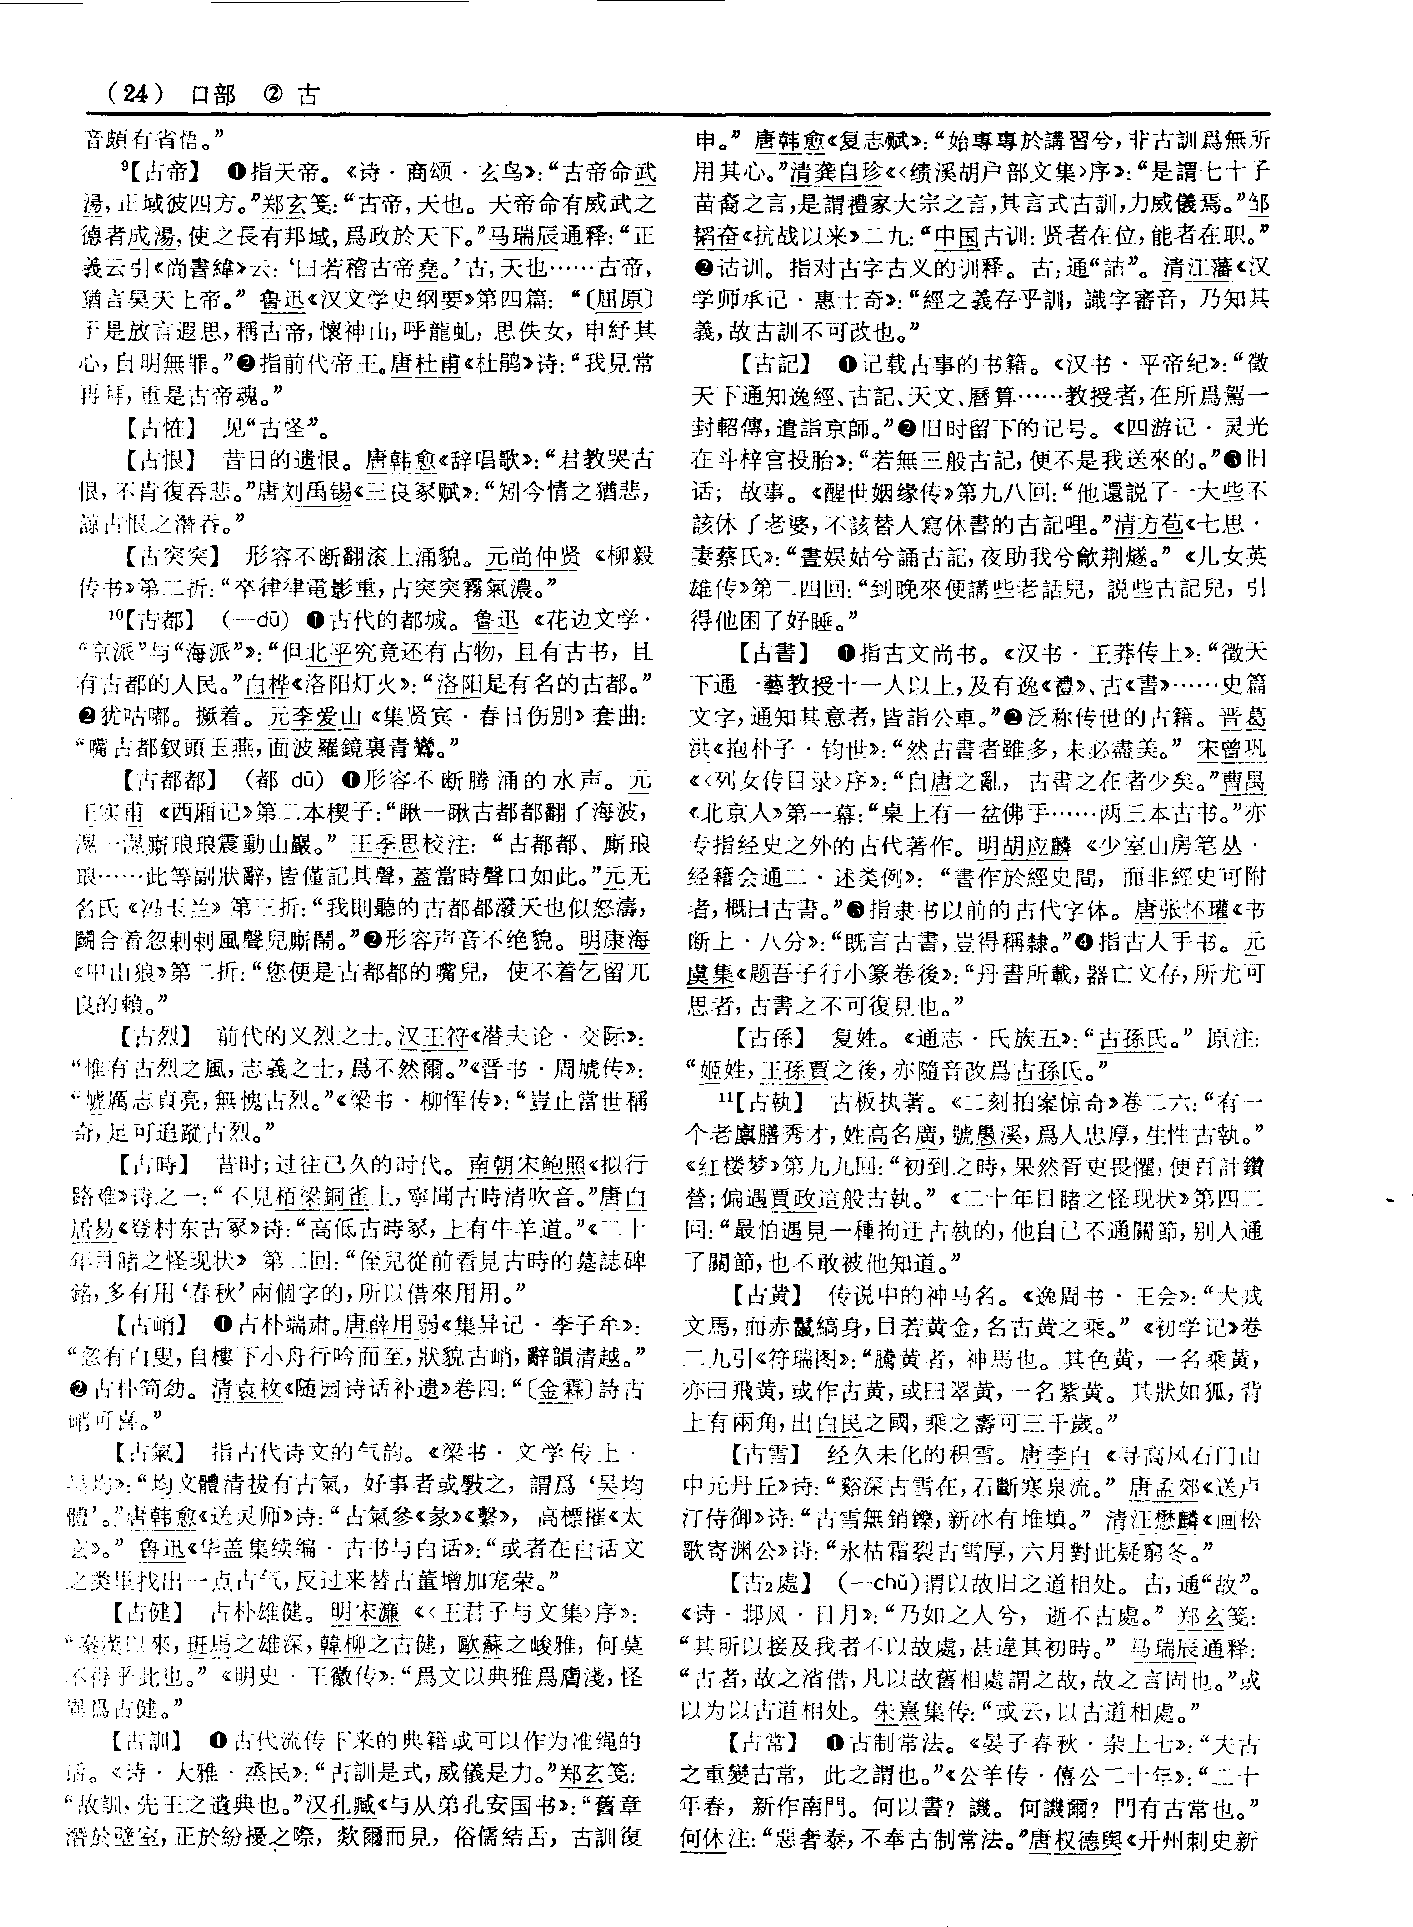 （24） 口部 ② 古
音頗有省悟。”
⁹【古帝】 ❶指天帝。《诗·商颂·玄鸟》：“古帝命武
湯，正域彼四方。”郑玄笺：“古帝，天也。天帝命有威武之
德者成湯，使之長有邦域，爲政於天下。”马瑞辰通释：“正
義云引《尚書緯》云：‘曰若稽古帝堯。’古，天也……古帝，
猶言昊天上帝。” 鲁迅《汉文学史纲要》第四篇：“〔屈原〕
于是放言遐思，稱古帝，懷神山，呼龍虬，思佚女，申紓其
心，自明無罪。”❷指前代帝王。唐杜甫《杜鹃》诗：“我見常
再拜，重是古帝魂。”
【古恠】 见“古怪”。
【古恨】 昔日的遗恨。唐韩愈《辞唱歌》：“君教哭古
恨，不肯復吞悲。”唐刘禹锡《三良冢赋》：“矧今情之猶悲，
諒古恨之潛吞。”
【古突突】 形容不断翻滚上涌貌。元尚仲贤《柳毅
传书》第二折：“卒律律電影重，古突突霧氣濃。”
¹⁰【古都】 （—dū） ❶古代的都城。鲁迅《花边文学·
“京派”与“海派”》：“但北平究竟还有古物，且有古书，且
有古都的人民。”白桦《洛阳灯火》：“洛阳是有名的古都。”
❷犹咕嘟。撅着。元李爱山《集贤宾·春日伤别》套曲：
“嘴古都釵頭玉燕，面波羅鏡裏青鸞。”
【古都都】 （都 dū） ❶形容不断腾涌的水声。元
王实甫《西厢记》第二本楔子：“瞅一瞅古都都翻了海波，
滉一滉廝琅琅震動山巖。” 王季思校注：“古都都、廝琅
琅……此等副狀辭，皆僅記其聲，蓋當時聲口如此。”元无
名氏《冯玉兰》第三折：“我則聽的古都都潑天也似怒濤，
鬭合着忽剌剌風聲兒厮鬧。”❷形容声音不绝貌。明康海
《中山狼》第二折：“您便是古都都的嘴兒，使不着乞留兀
良的賴。”
【古烈】 前代的义烈之士。汉王符《潜夫论·交际》：
“惟有古烈之風，志義之士，爲不然爾。”《晋书·周虓传》：
“虓厲志貞亮，無愧古烈。”《梁书·柳恽传》：“豈止當世稱
奇，足可追蹤古烈。”
【古時】 昔时；过往已久的时代。南朝宋鲍照《拟行
路难》诗之一：“不見栢梁銅雀上，寧聞古時清吹音。”唐白
居易《登村东古冢》诗：“高低古時冢，上有牛羊道。”《二十
年目睹之怪现状》第二回：“侄兒從前看見古時的墓誌碑
銘，多有用‘春秋’兩個字的，所以借來用用。”
【古峭】 ❶古朴端肃。唐薛用弱《集异记·李子牟》：
“忽有白叟，自樓下小舟行吟而至，狀貌古峭，辭韻清越。”
❷古朴简劲。清袁枚《随园诗话补遗》卷四：“〔金霖〕詩古
峭可喜。”
【古氣】 指古代诗文的气韵。《梁书·文学传上·
吴均》：“均文體清拔有古氣，好事者或斅之，謂爲‘吴均
體’。”唐韩愈《送灵师》诗：“古氣參《彖》《繫》，高標摧《太
玄》。” 鲁迅《华盖集续编·古书与白话》：“或者在白话文
之类里找出一点古气，反过来替古董增加宠荣。”
【古健】 古朴雄健。明宋濂《〈王君子与文集〉序》：
“秦漢以來，班馬之雄深，韓柳之古健，歐蘇之峻雅，何莫
不得乎此也。” 《明史·王徽传》：“爲文以典雅爲膚淺，怪
異爲古健。”
【古訓】 ❶古代流传下来的典籍或可以作为准绳的
话。《诗·大雅·烝民》：“古訓是式，威儀是力。”郑玄笺：
“故訓，先王之遺典也。”汉孔臧《与从弟孔安国书》：“舊章
潛於壁室，正於紛擾之際，欻爾而見，俗儒結舌，古訓復
申。” 唐韩愈《复志赋》：“始專專於講習兮，非古訓爲無所
用其心。”清龚自珍《〈绩溪胡户部文集〉序》：“是謂七十子
苗裔之言，是謂禮家大宗之言，其言式古訓，力威儀焉。”邹
韬奋《抗战以来》二九：“中国古训：贤者在位，能者在职。”
❷诂训。指对古字古义的训释。古，通“詁”。清江藩《汉
学师承记·惠士奇》：“經之義存乎訓，識字審音，乃知其
義，故古訓不可改也。”
【古記】 ❶记载古事的书籍。《汉书·平帝纪》：“徵
天下通知逸經、古記、天文、曆算……教授者，在所爲駕一
封軺傳，遣詣京師。”❷旧时留下的记号。《四游记·灵光
在斗梓宫投胎》：“若無三般古記，便不是我送來的。”❸旧
话；故事。《醒世姻缘传》第九八回：“他還説了一大些不
該休了老婆，不該替人寫休書的古記哩。”清方苞《七思·
妻蔡氏》：“晝娱姑兮誦古記，夜助我兮歒荆燧。”《儿女英
雄传》第二四回：“到晚來便講些老話兒，説些古記兒，引
得他困了好睡。”
【古書】 ❶指古文尚书。《汉书·王莽传上》：“徵天
下通一藝教授十一人以上，及有逸《禮》、古《書》……史篇
文字，通知其意者，皆詣公車。”❷泛称传世的古籍。晋葛
洪《抱朴子·钧世》：“然古書者雖多，未必盡美。” 宋曾巩
《〈列女传目录〉序》：“自唐之亂，古書之在者少矣。”曹禺
《北京人》第一幕：“桌上有一盆佛手……两三本古书。”亦
专指经史之外的古代著作。明胡应麟《少室山房笔丛·
经籍会通二·述类例》：“書作於經史間，而非經史可附
者，概曰古書。”❸指隶书以前的古代字体。唐张怀瓘《书
断上·八分》：“既言古書，豈得稱隸。”❹指古人手书。元
虞集《题吾子行小篆卷後》：“丹書所載，器亡文存，所尤可
思者，古書之不可復見也。”
【古孫】 复姓。《通志·氏族五》：“古孫氏。” 原注：
“姬姓，王孫賈之後，亦隨音改爲古孫氏。”
¹¹【古執】 古板执著。《二刻拍案惊奇》卷二六：“有一
个老廪膳秀才，姓高名廣，號愚溪，爲人忠厚，生性古執。”
《红楼梦》第九九回：“初到之時，果然胥吏畏懼，便百計鑽
營；偏遇賈政這般古執。” 《二十年目睹之怪现状》第四二
回：“最怕遇見一種拘迂古執的，他自己不通關節，别人通
了關節，也不敢被他知道。”
【古黄】 传说中的神马名。《逸周书·王会》：“犬戎
文馬，而赤鬣縞身，目若黄金，名古黄之乘。” 《初学记》卷
二九引《符瑞图》：“騰黄者，神馬也。其色黄，一名乘黄，
亦曰飛黄，或作古黄，或曰翠黄，一名紫黄。其狀如狐，背
上有兩角，出白民之國，乘之壽可三千歲。”
【古雪】 经久未化的积雪。唐李白《寻高凤石门山
中元丹丘》诗：“谿深古雪在，石斷寒泉流。” 唐孟郊《送卢
汀侍御》诗：“古雪無銷鑠，新冰有堆填。” 清汪懋麟《画松
歌寄渊公》诗：“水枯霜裂古雪厚，六月對此疑窮冬。”
【古₂處】 （—chǔ）谓以故旧之道相处。古，通“故”。
《诗·邶风·日月》：“乃如之人兮，逝不古處。” 郑玄笺：
“其所以接及我者不以故處，甚違其初時。” 马瑞辰通释：
“古者，故之渻借，凡以故舊相處謂之故，故之言固也。”或
以为以古道相处。朱熹集传：“或云，以古道相處。”
【古常】 ❶古制常法。《晏子春秋·杂上七》：“夫古
之重變古常，此之謂也。”《公羊传·僖公二十年》：“二十
年春，新作南門。何以書？譏。何譏爾？門有古常也。”
何休注：“惡奢泰，不奉古制常法。”唐权德舆《开州刺史新